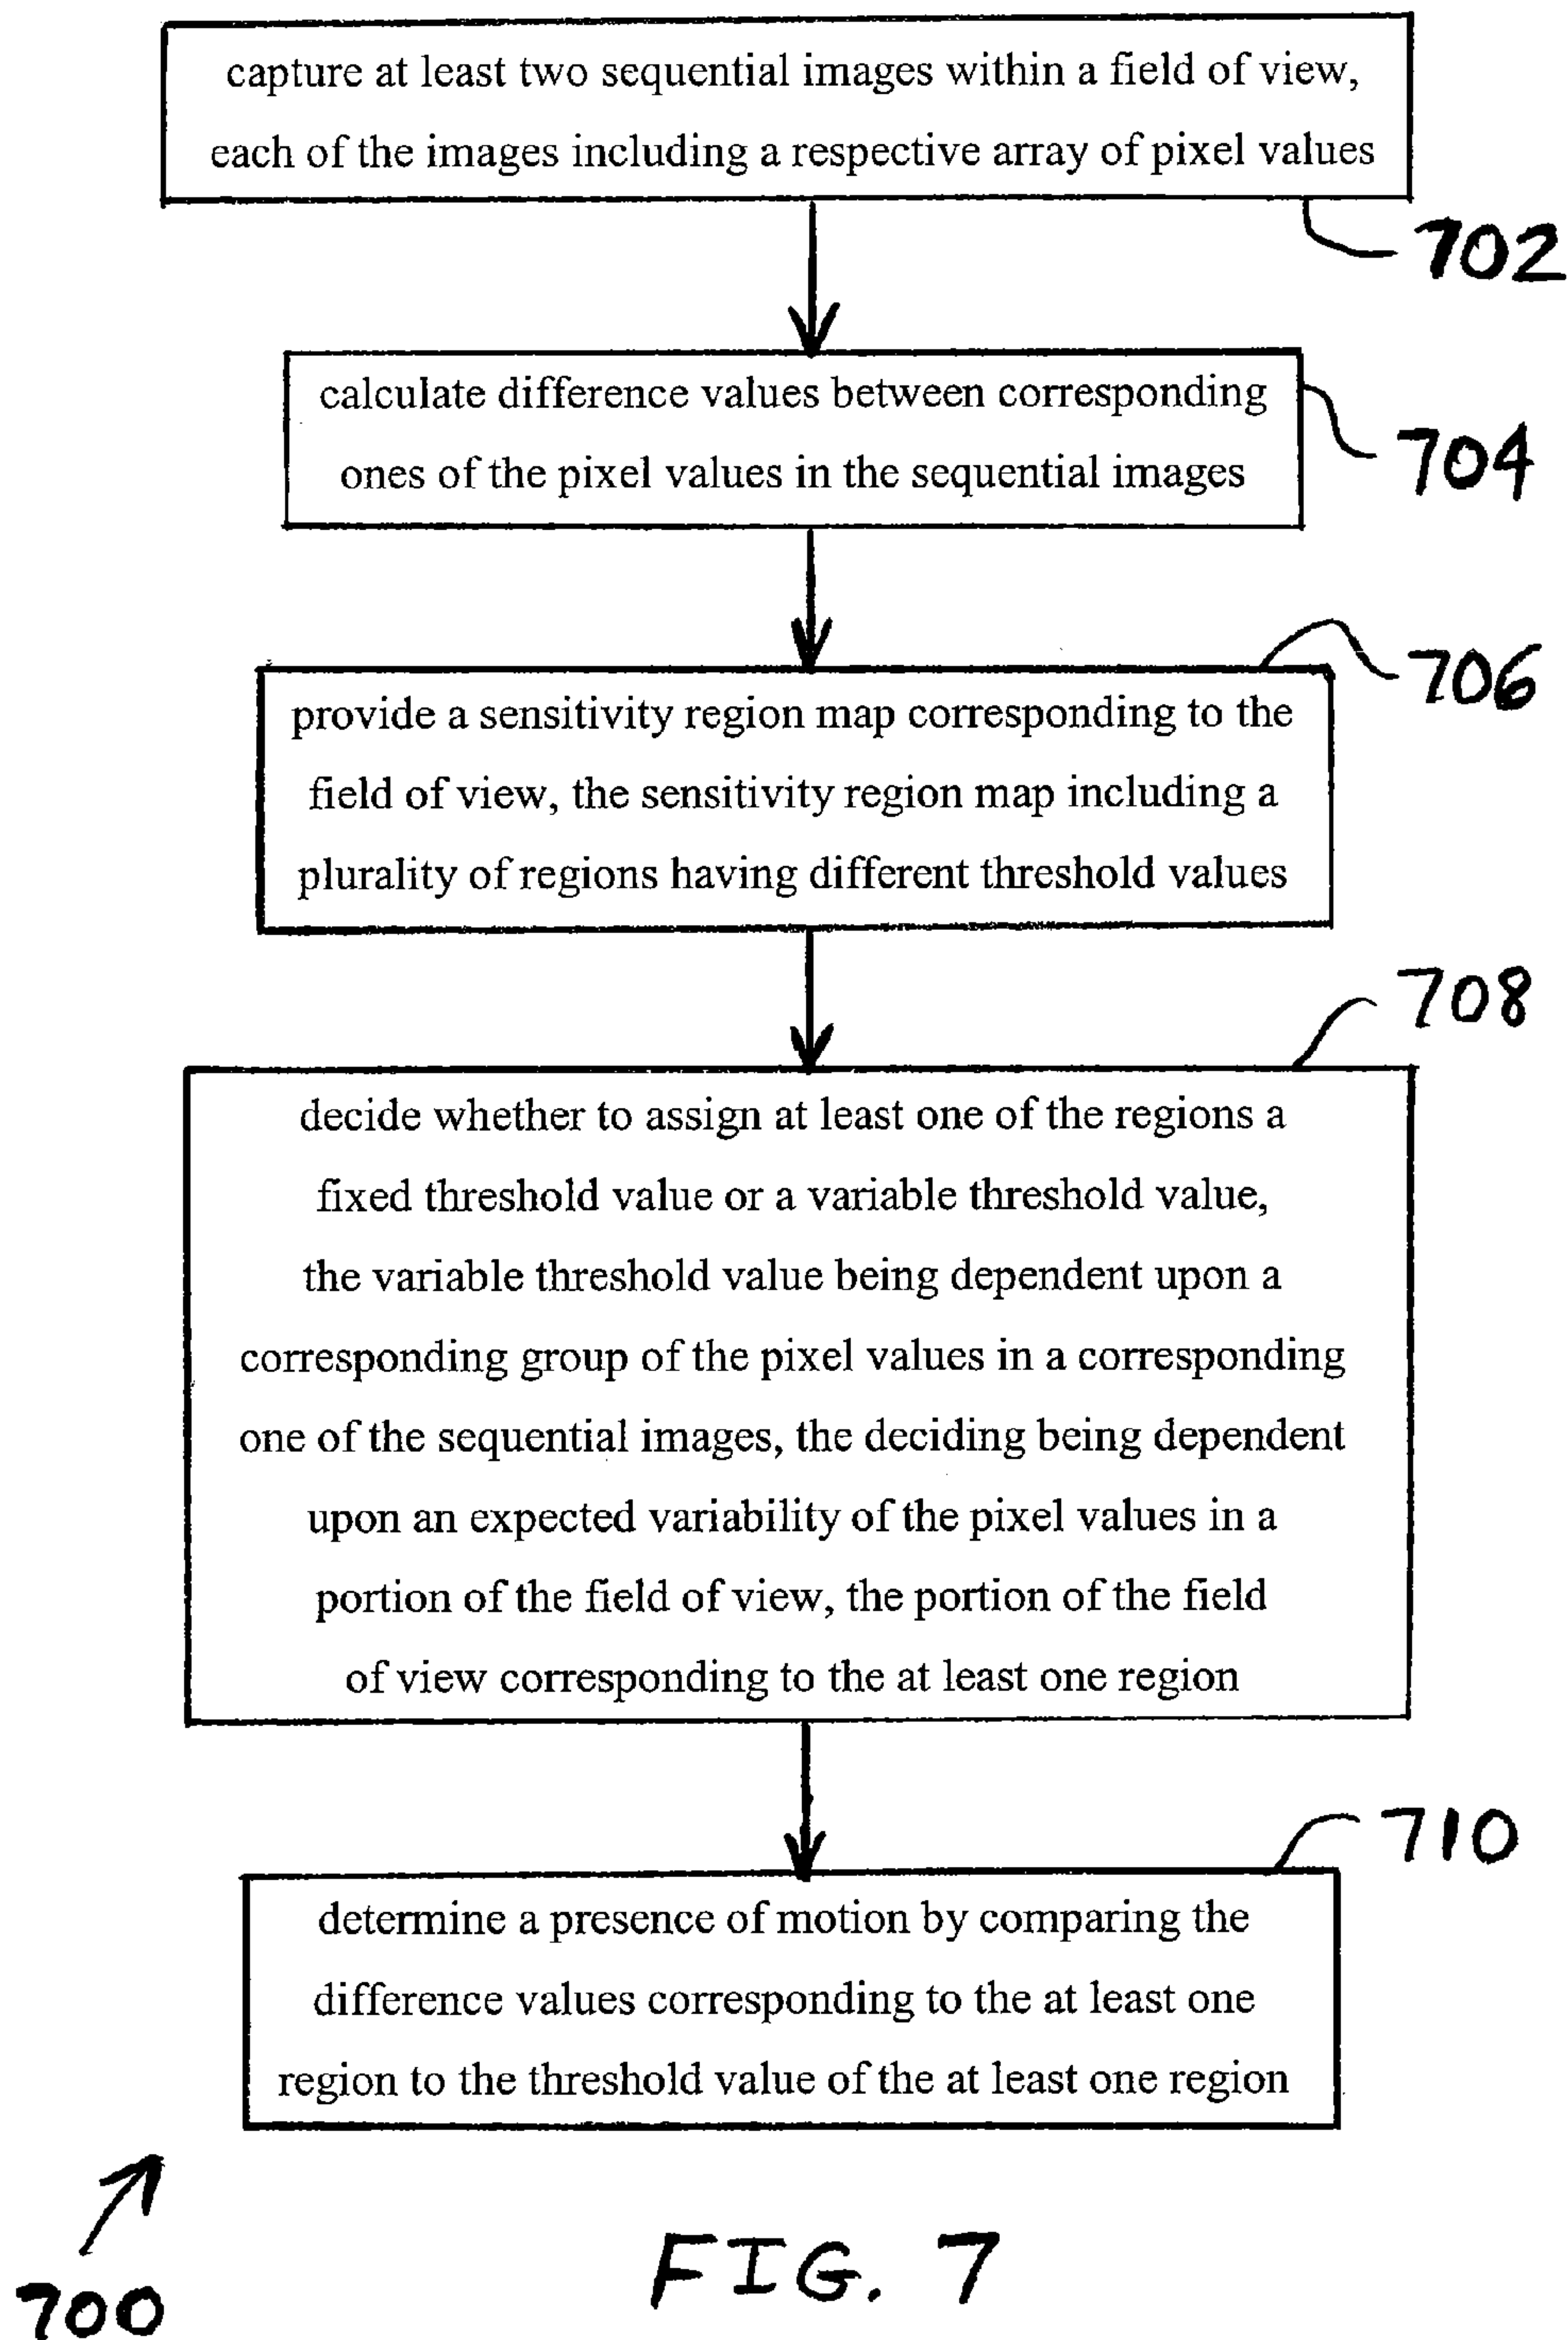 capture at least two sequential images within a field of view,
each of the images including a respective array of pixel values
702
calculate difference values between corresponding
ones of the pixel values in the sequential images
704
706
provide a sensitivity region map corresponding to the
field of view, the sensitivity region map including a
plurality of regions having different threshold values
708
decide whether to assign at least one of the regions a
fixed threshold value or a variable threshold value,
the variable threshold value being dependent upon a
corresponding group of the pixel values in a corresponding
one of the sequential images, the deciding being dependent
upon an expected variability of the pixel values in a
portion of the field of view, the portion of the field
of view corresponding to the at least one region
710
determine a presence of motion by comparing the
difference values corresponding to the at least one
region to the threshold value of the at least one region
700
FIG. 7